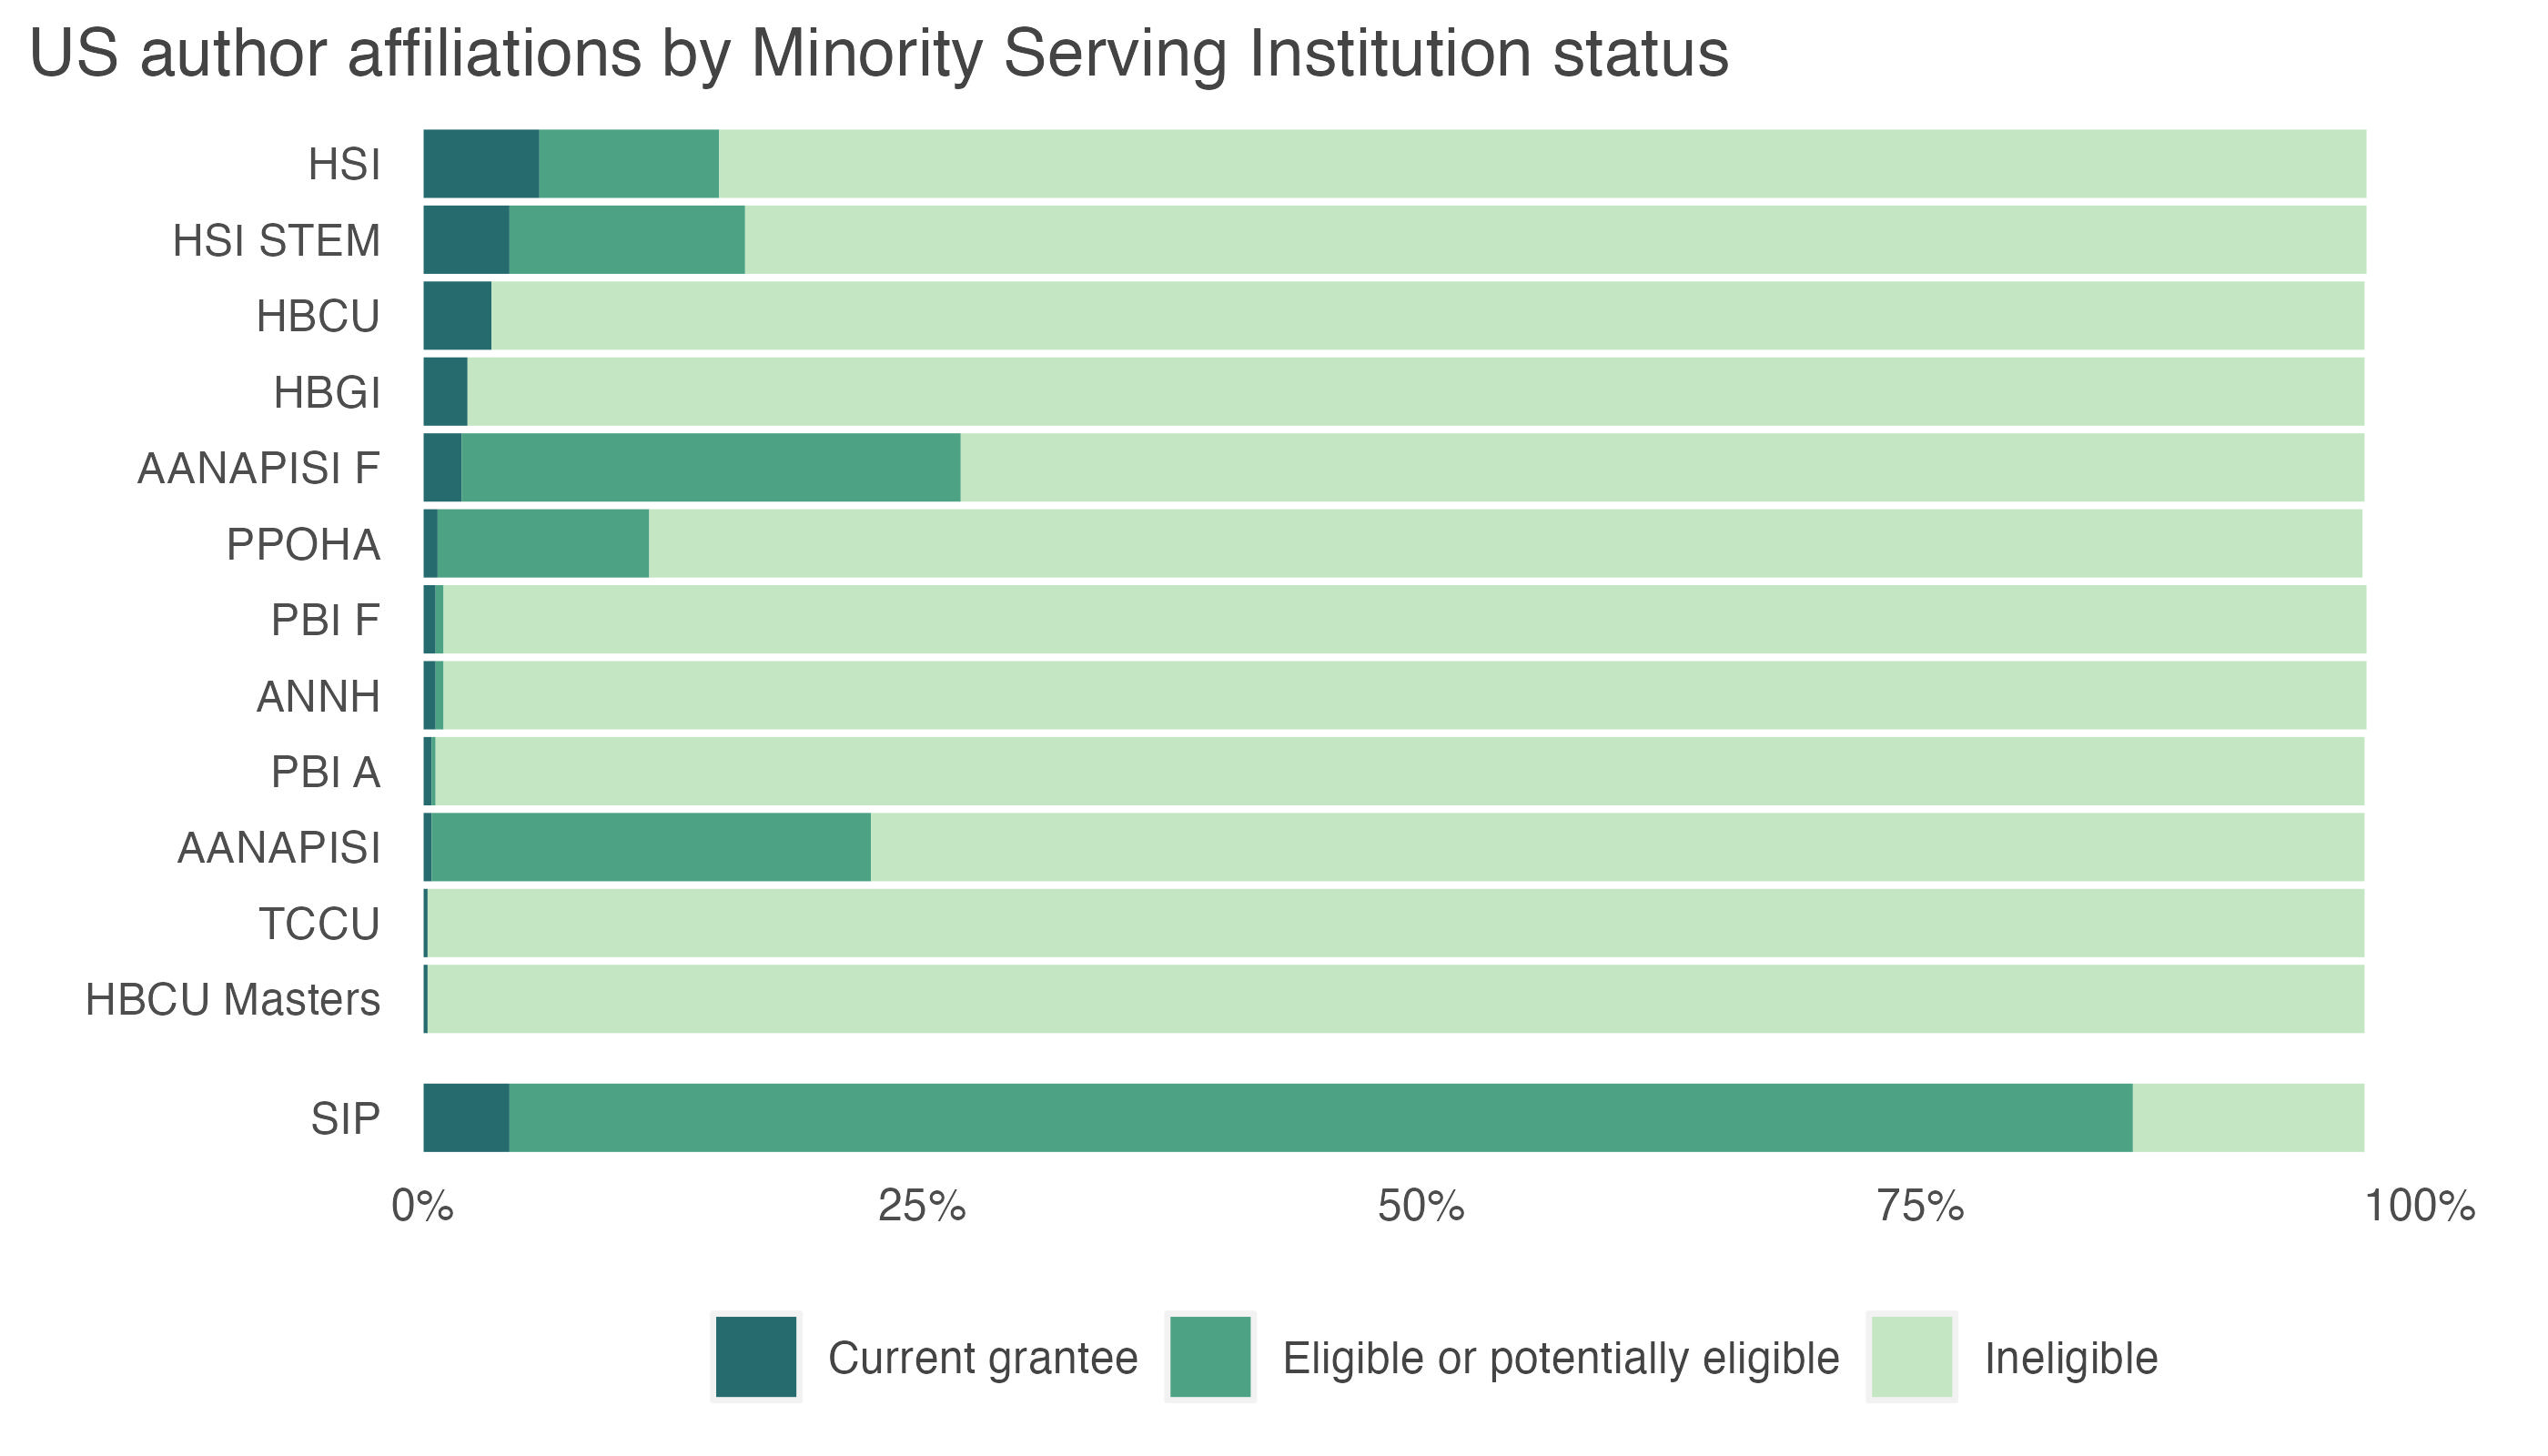 US author affiliations by Minority Serving Institution status
HSI
HSI STEM
HBCU
HBGI
AANAPISI F
PPOHA
PBI F
ANNH
PBI A
AANAPISI
TCCU
HBCU Masters
SIP
0% 25% 50% 75% 100%
Current grantee Eligible or potentially eligible Ineligible